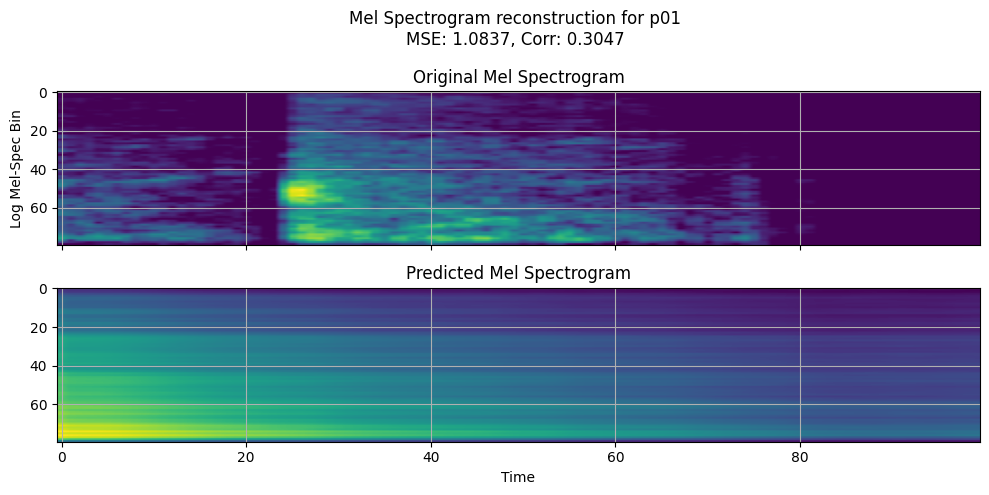 Mel Spectrogram reconstruction for p01
MSE: 1.0837, Corr: 0.3047
Original Mel Spectrogram
0
20
40
60
Log Mel-Spec Bin
Predicted Mel Spectrogram
0
20
40
60
0 20 40 60 80
Time